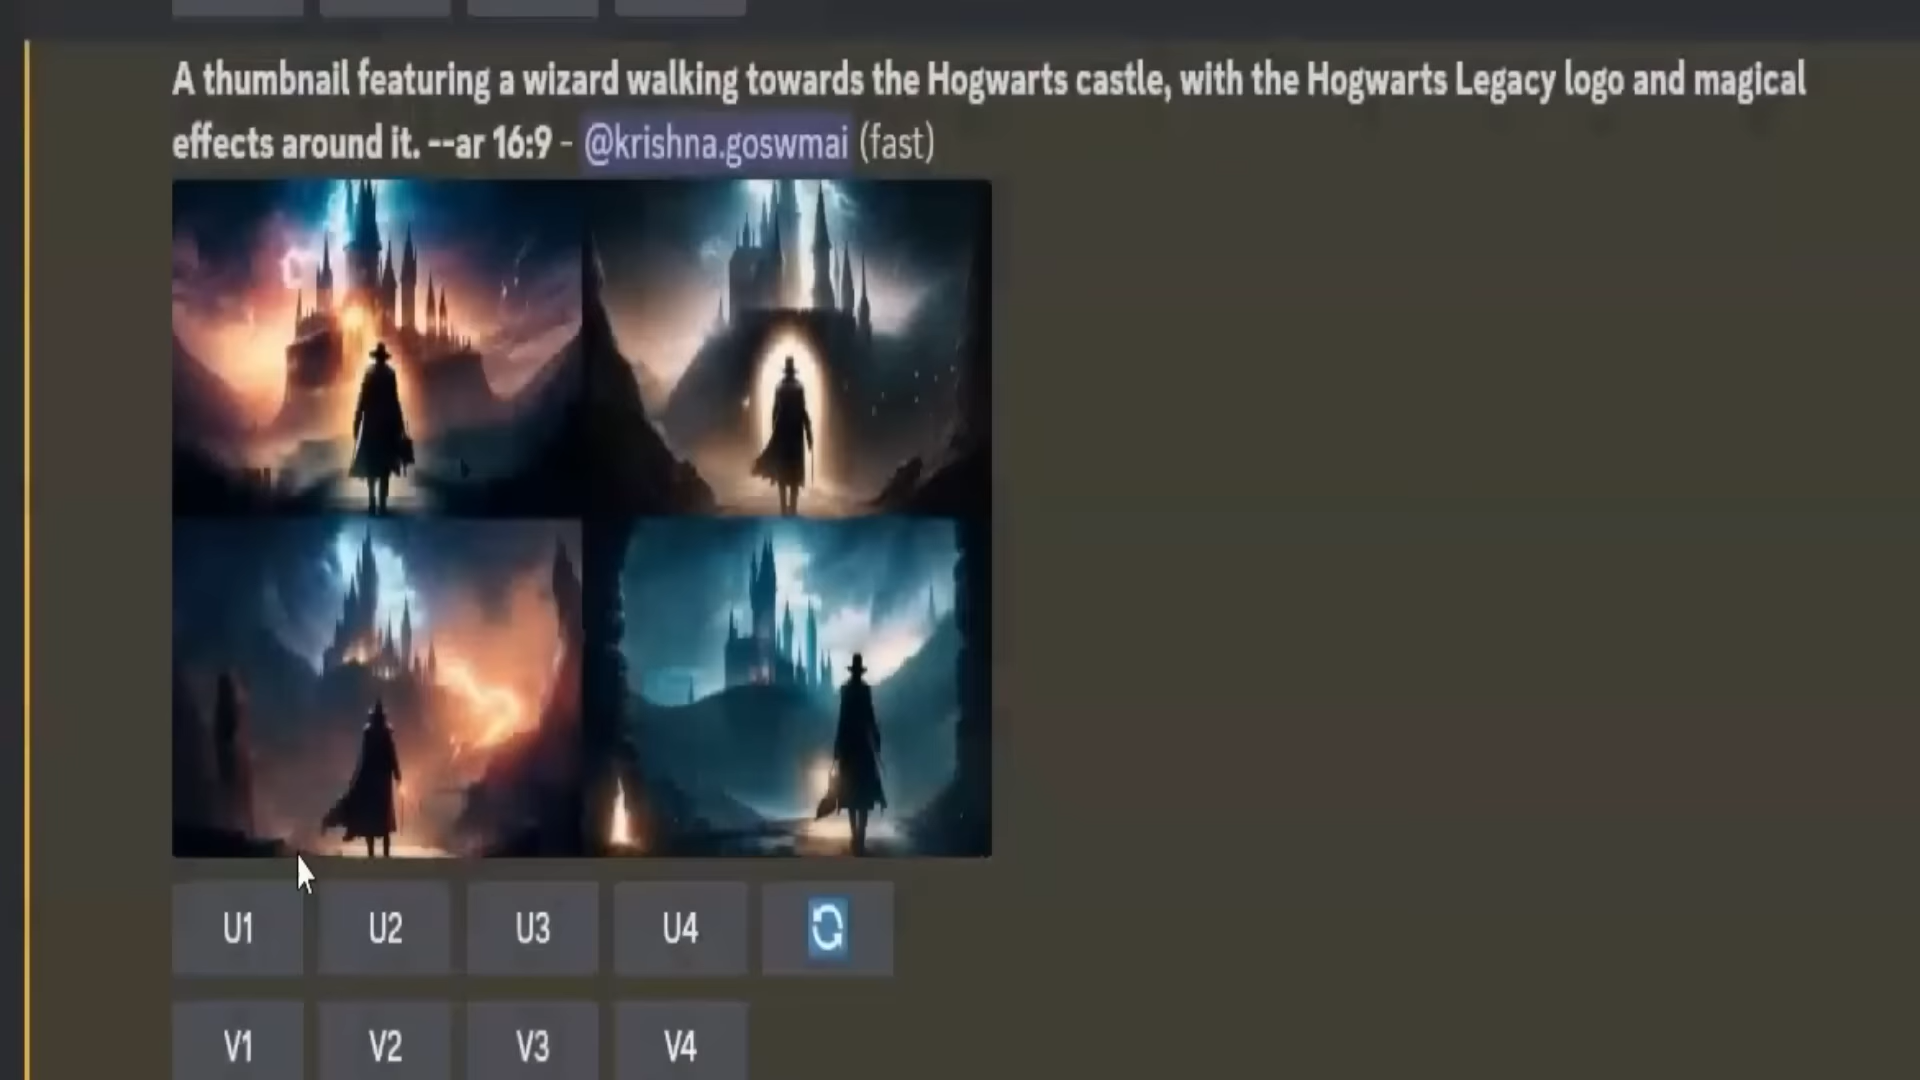 A thumbnail featuring a wizard walking towards the Hogwarts castle, with the Hogwarts Legacy logo and magical
effects around it. --ar 16:9 - @krishna.goswmai (fast)
U1 U2 U3 U4
V1 V2 V3 V4